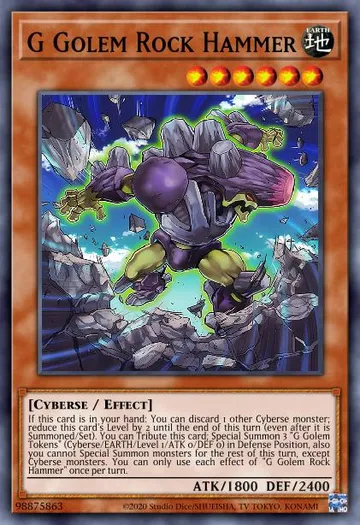 G Golem Rock Hammer
EARTH
地
[Cyberse / Effect]
If this card is in your hand: You can discard 1 other Cyberse monster;
reduce this card's Level by 2 until the end of this turn (even after it is
Summoned/Set). You can Tribute this card; Special Summon 3 "G Golem
Tokens" (Cyberse/EARTH/Level 1/ATK 0/DEF 0) in Defense Position, also
you cannot Special Summon monsters for the rest of this turn, except
Cyberse monsters. You can only use each effect of "G Golem Rock
Hammer" once per turn.
ATK/1800 DEF/2400
98875863 ©2020 Studio Dice/SHUEISHA, TV TOKYO, KONAMI